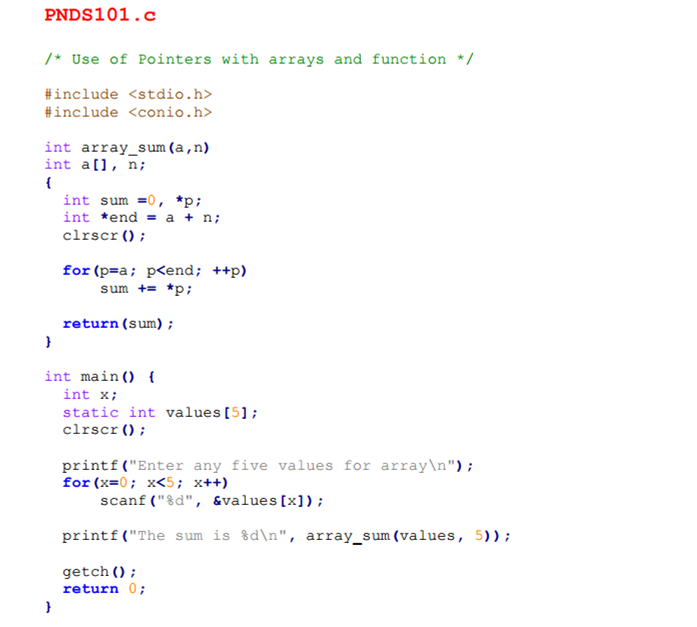 PNDS101.c
/* Use of Pointers with arrays and function */
#include <stdio.h>
#include <conio.h>
int array_sum(a,n)
int a[], n;
{
  int sum =0, *p;
  int *end = a + n;
  clrscr();
  for(p=a; p<end; ++p)
      sum += *p;
  return(sum);
}
int main() {
  int x;
  static int values[5];
  clrscr();
  printf("Enter any five values for array\n");
  for(x=0; x<5; x++)
      scanf("%d", &values[x]);
  printf("The sum is %d\n", array_sum(values, 5));
  getch();
  return 0;
}